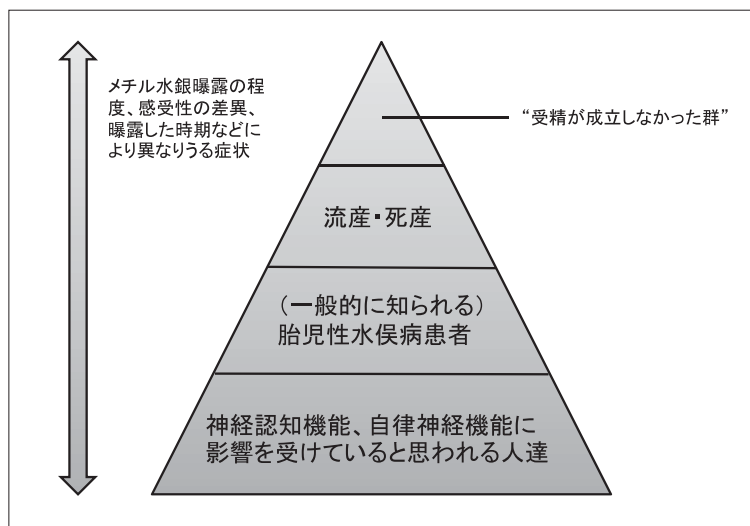 メチル水銀曝露の程
度、感受性の差異、
曝露した時期などに
より異なりうる症状
“受精が成立しなかった群”
流産・死産
（一般的に知られる）
胎児性水俣病患者
神経認知機能、自律神経機能に
影響を受けていると思われる人達